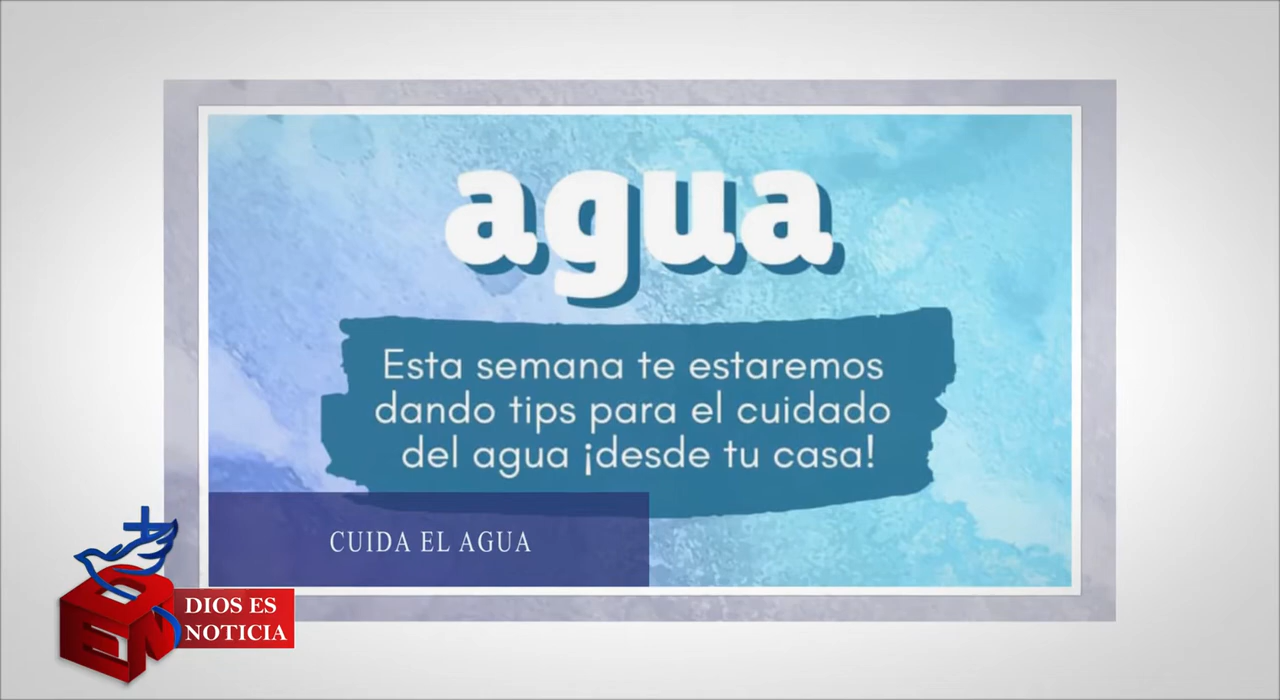 agua
Esta semana te estaremos
dando tips para el cuidado
del agua ¡desde tu casa!
CUIDA EL AGUA
DEN
DIOS ES
NOTICIA